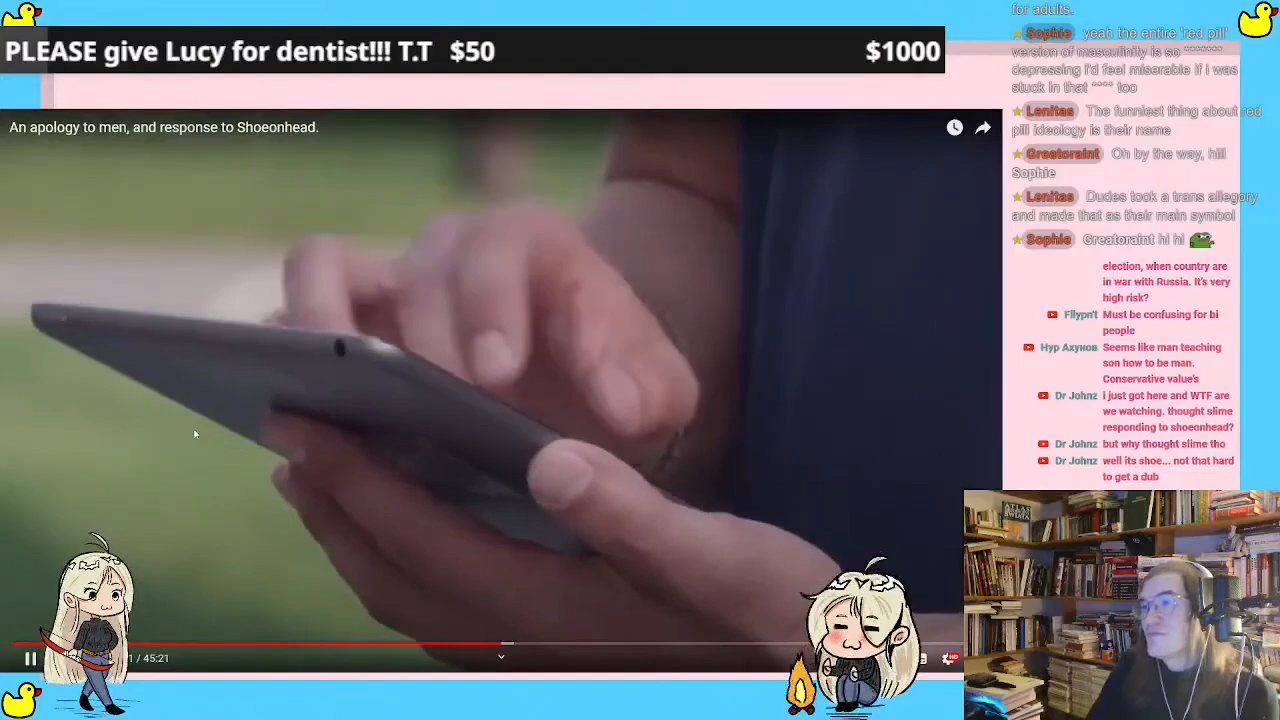 PLEASE give Lucy for dentist!!! T.T $50 $1000
An apology to men, and response to Shoeonhead.
/ 45:21
HD
for adults.
Sophie yeah the entire 'red pill'
version of masculinity is so *******
depressing I'd feel miserable if i was
stuck in that **** too
Lenitas The funniest thing about red
pill ideology is their name
Greatoraint Oh by the way, hiii
Sophie
Lenitas Dudes took a trans allegory
and made that as their main symbol
Sophie Greatoraint hi hi
election, when country are
in war with Russia. It's very
high risk?
Filypn't Must be confusing for bi
people
Нур Ахунов Seems like man teaching
son how to be man.
Conservative value's
Dr Johnz i just got here and WTF are
we watching. thought slime
responding to shoeonhead?
Dr Johnz but why thought slime tho
Dr Johnz well its shoe... not that hard
to get a dub